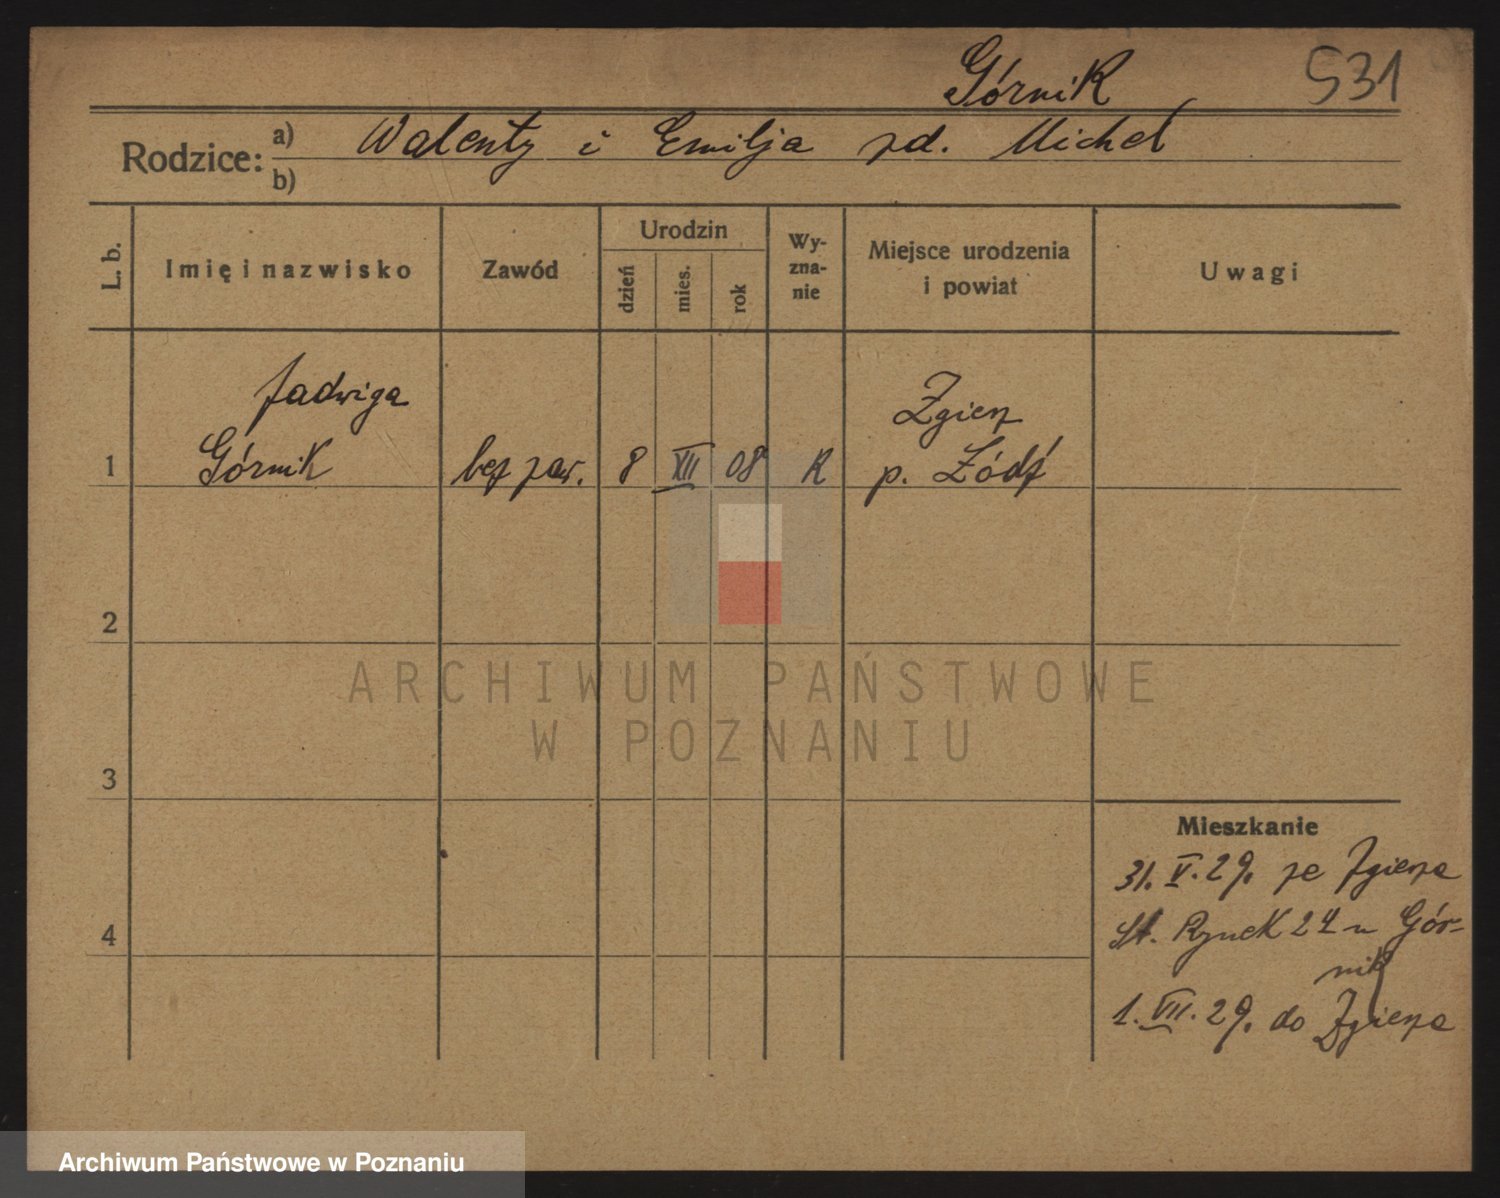 Górnik 531
Rodzice: a) Walenty i Emilja zd. Michel
b)
L. b. Imię i nazwisko Zawód Urodzin dzień mies. rok Wy-zna-nie Miejsce urodzenia i powiat Uwagi
Jadwiga Zgierz
1 Górnik bez zaw. 8 XII 08 R p. Łódź
2
ARCHIWUM PAŃSTWOWE
W POZNANIU
3
Mieszkanie
31. V. 29. ze Zgierza
St. Rynek 24 u Gór-
4
nik
1. VII. 29. do Zgierza
Archiwum Państwowe w Poznaniu